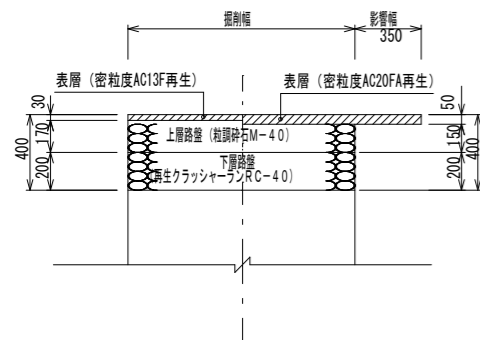 掘削幅
影響幅
350
表層（密粒度AC13F再生）
表層（密粒度AC20FA再生）
30
170
200
400
50
150
200
400
上層路盤（粒調砕石M－40）
下層路盤
（再生クラッシャーランRC－40）